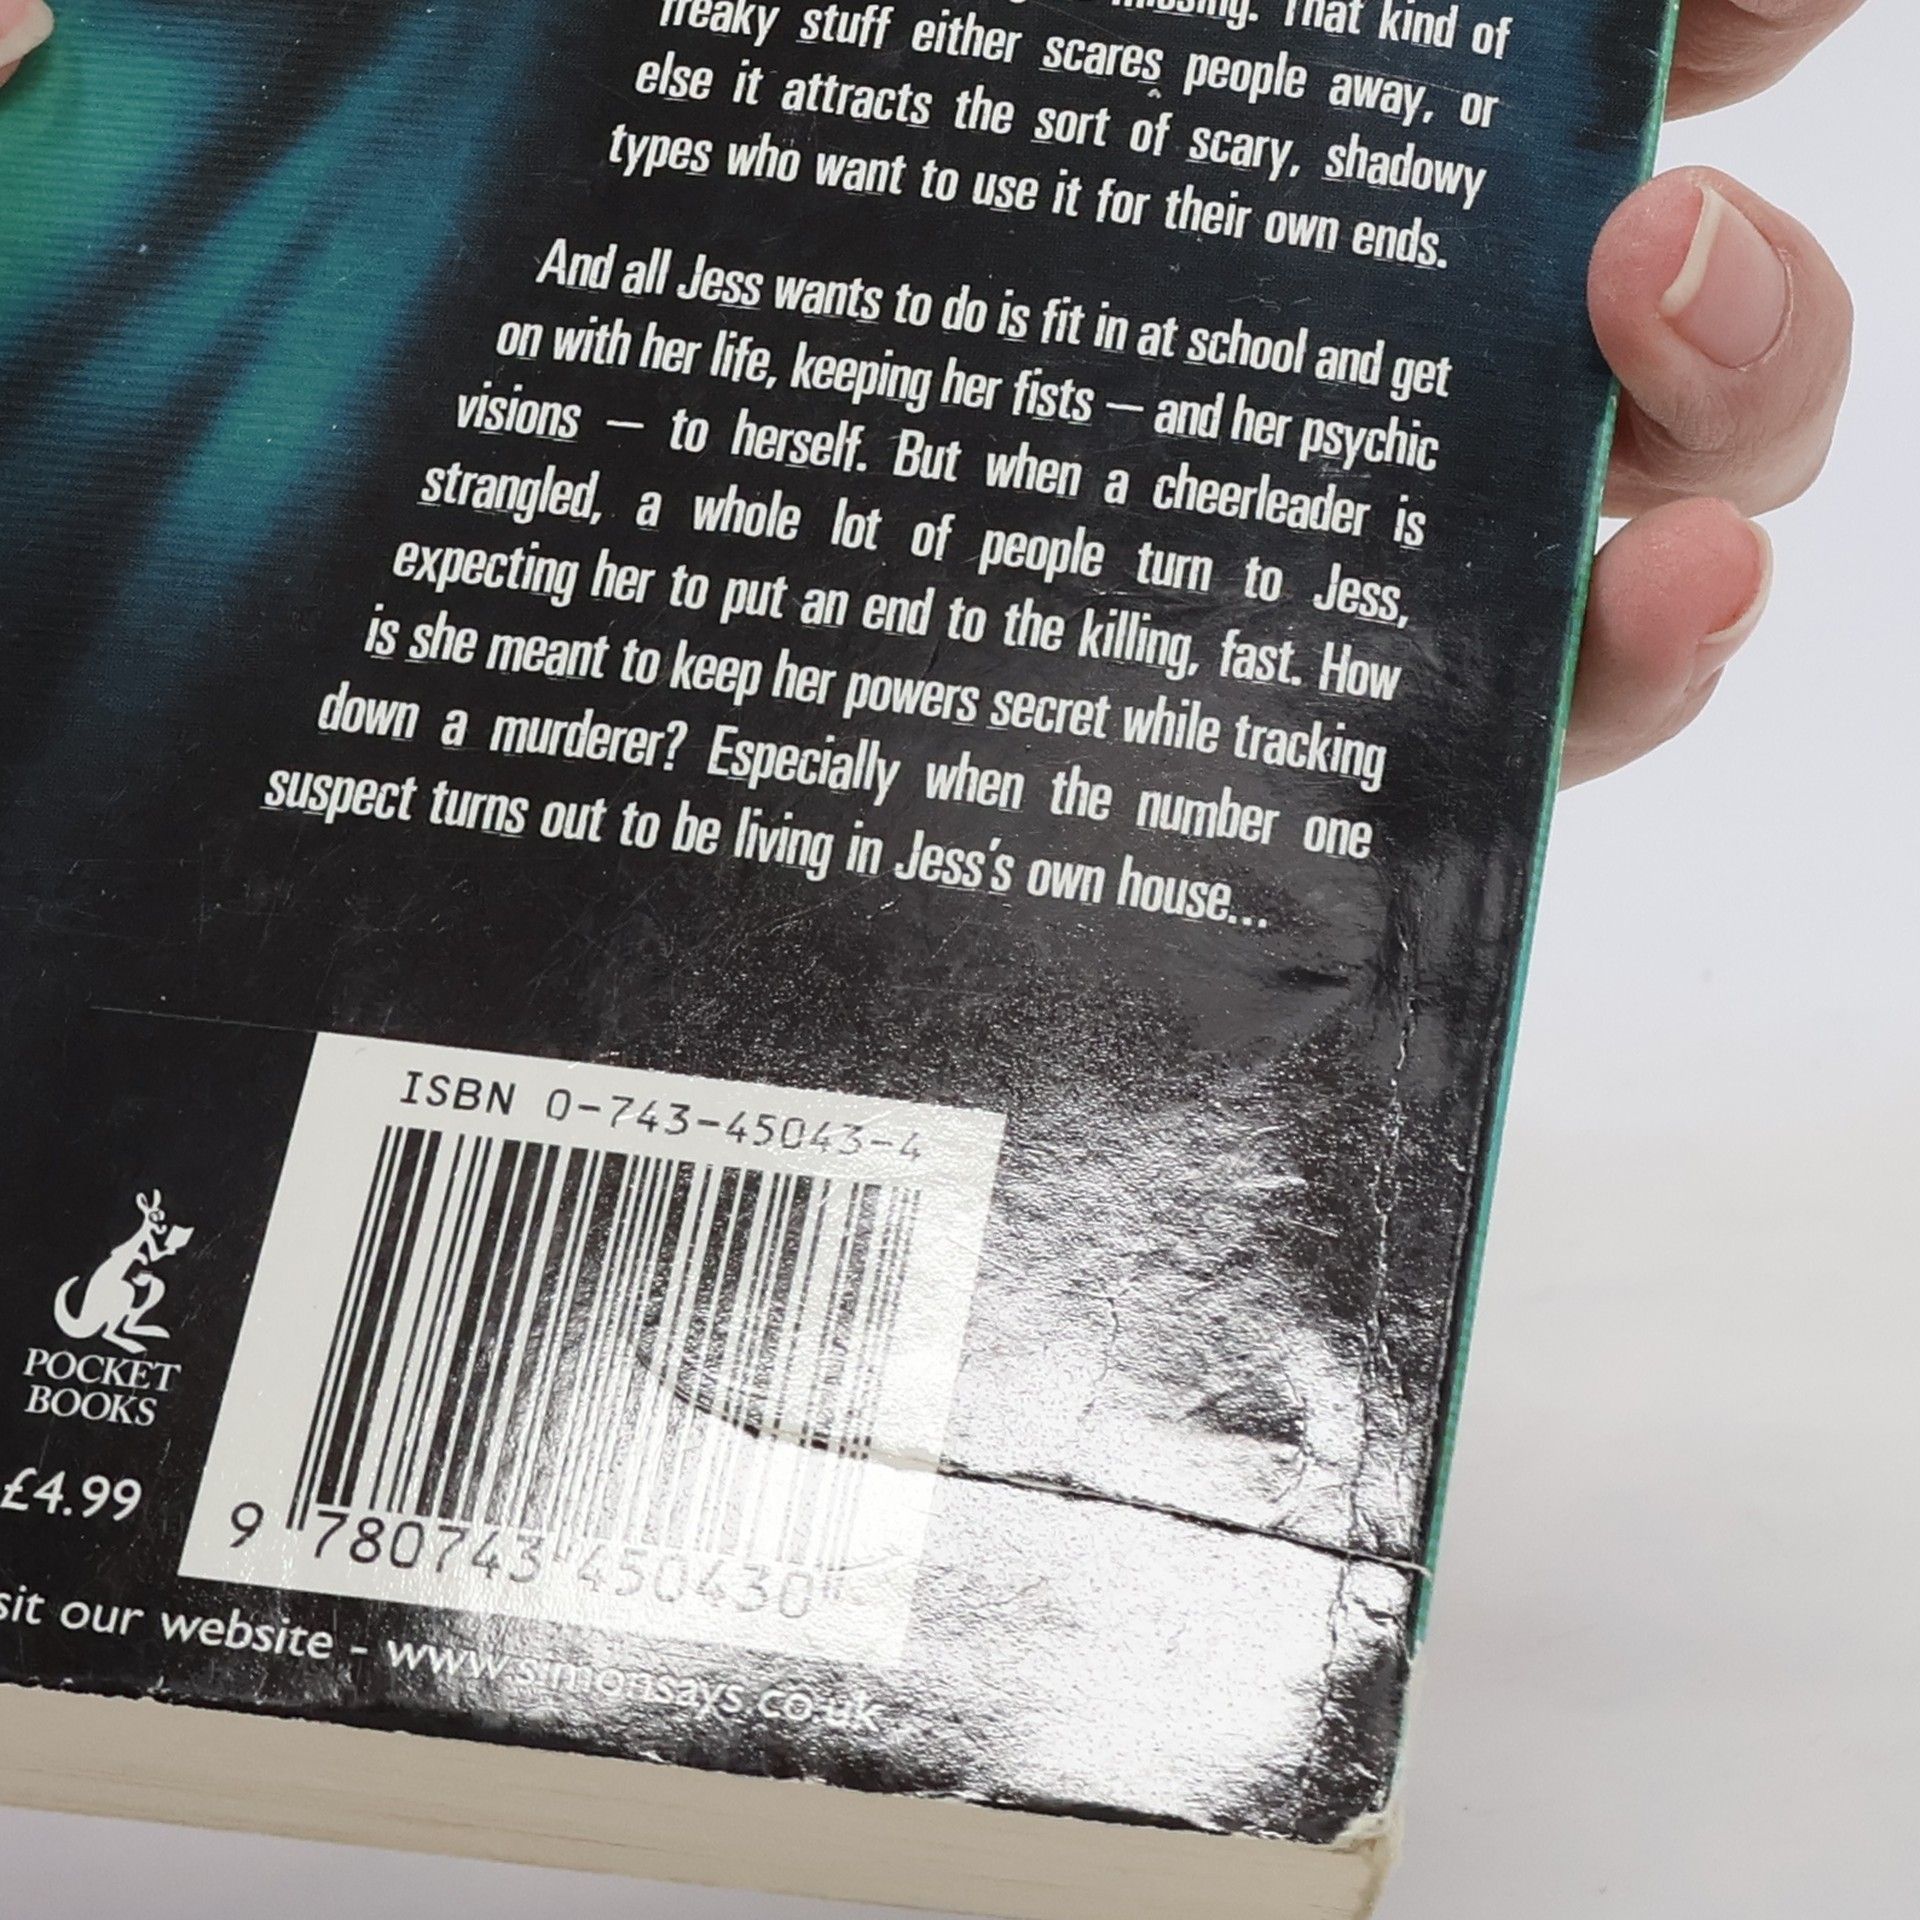 missing. That kind of
freaky stuff either scares people away, or
else it attracts the sort of scary, shadowy
types who want to use it for their own ends.
And all Jess wants to do is fit in at school and get
on with her life, keeping her fists – and her psychic
visions – to herself. But when a cheerleader is
strangled, a whole lot of people turn to Jess,
expecting her to put an end to the killing, fast. How
is she meant to keep her powers secret while tracking
down a murderer? Especially when the number one
suspect turns out to be living in Jess's own house...
ISBN 0-743-45043-4
POCKET
BOOKS
£4.99
9 780743 450430
sit our website - www.simonsays.co.uk